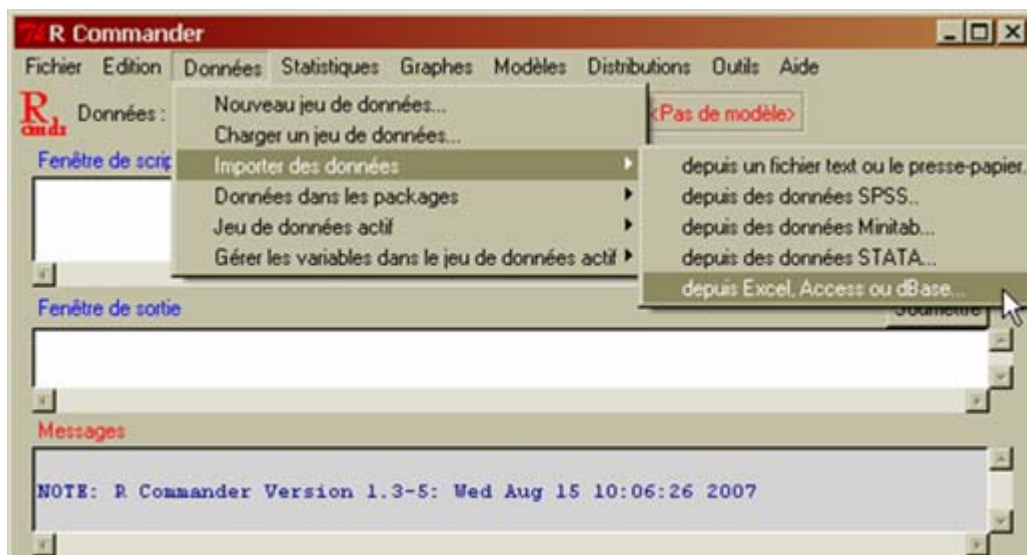 R Commander
Fichier Edition Données Statistiques Graphes Modèles Distributions Outils Aide
R cmdr Données : <Pas de modèle>
Nouveau jeu de données...
Charger un jeu de données...
Fenêtre de scrip
Importer des données
depuis un fichier text ou le presse-papier.
Données dans les packages
depuis des données SPSS..
Jeu de données actif
depuis des données Minitab...
Gérer les variables dans le jeu de données actif
depuis des données STATA...
depuis Excel, Access ou dBase...
Fenêtre de sortie
Soumettre
Messages
NOTE: R Commander Version 1.3-5: Wed Aug 15 10:06:26 2007